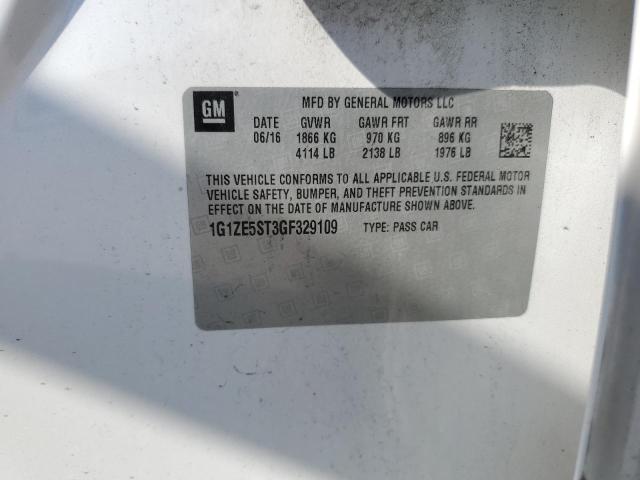 GM ® MFD BY GENERAL MOTORS LLC
DATE GVWR GAWR FRT GAWR RR
06/16 1866 KG 970 KG 896 KG
4114 LB 2138 LB 1976 LB
THIS VEHICLE CONFORMS TO ALL APPLICABLE U.S. FEDERAL MOTOR
VEHICLE SAFETY, BUMPER, AND THEFT PREVENTION STANDARDS IN
EFFECT ON THE DATE OF MANUFACTURE SHOWN ABOVE.
1G1ZE5ST3GF329109 TYPE: PASS CAR